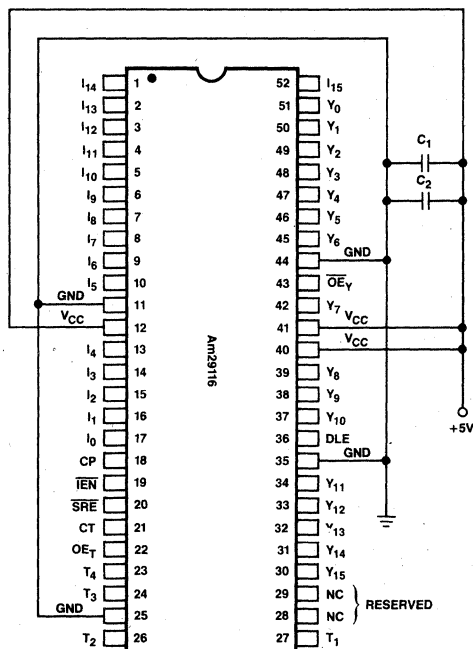 I14 1 52 I15
I13 2 51 Y0
I12 3 50 Y1
I11 4 49 Y2 C1
I10 5 48 Y3
I9 6 47 Y4 C2
I8 7 46 Y5
I7 8 45 Y6
I6 9 44 GND
I5 10 43 O̅E̅Y
GND 11 42 Y7
VCC 12 41 VCC
I4 13 40 VCC
I3 14 39 Y8
I2 15 38 Y9
I1 16 37 Y10 +5V
I0 17 36 DLE
CP 18 35 GND
I̅E̅N̅ 19 34 Y11
S̅R̅E̅ 20 33 Y12
CT 21 32 Y13
OET 22 31 Y14
T4 23 30 Y15
T3 24 29 NC
GND 25 28 NC RESERVED
T2 26 27 T1
Am29116